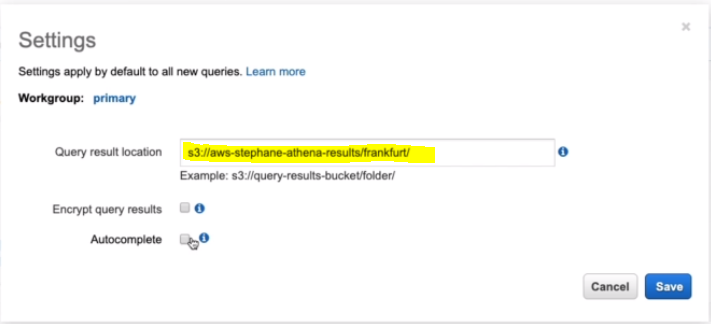 Settings
Settings apply by default to all new queries. Learn more
Workgroup: primary
Query result location s3://aws-stephane-athena-results/frankfurt/
Example: s3://query-results-bucket/folder/
Encrypt query results
Autocomplete
Cancel Save